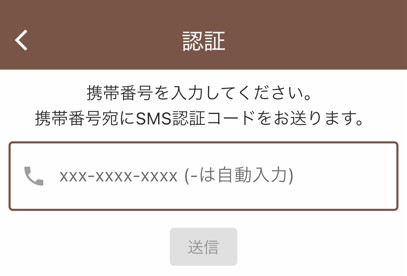 認証
携帯番号を入力してください。
携帯番号宛にSMS認証コードをお送ります。
xxx-xxxx-xxxx (-は自動入力)
送信